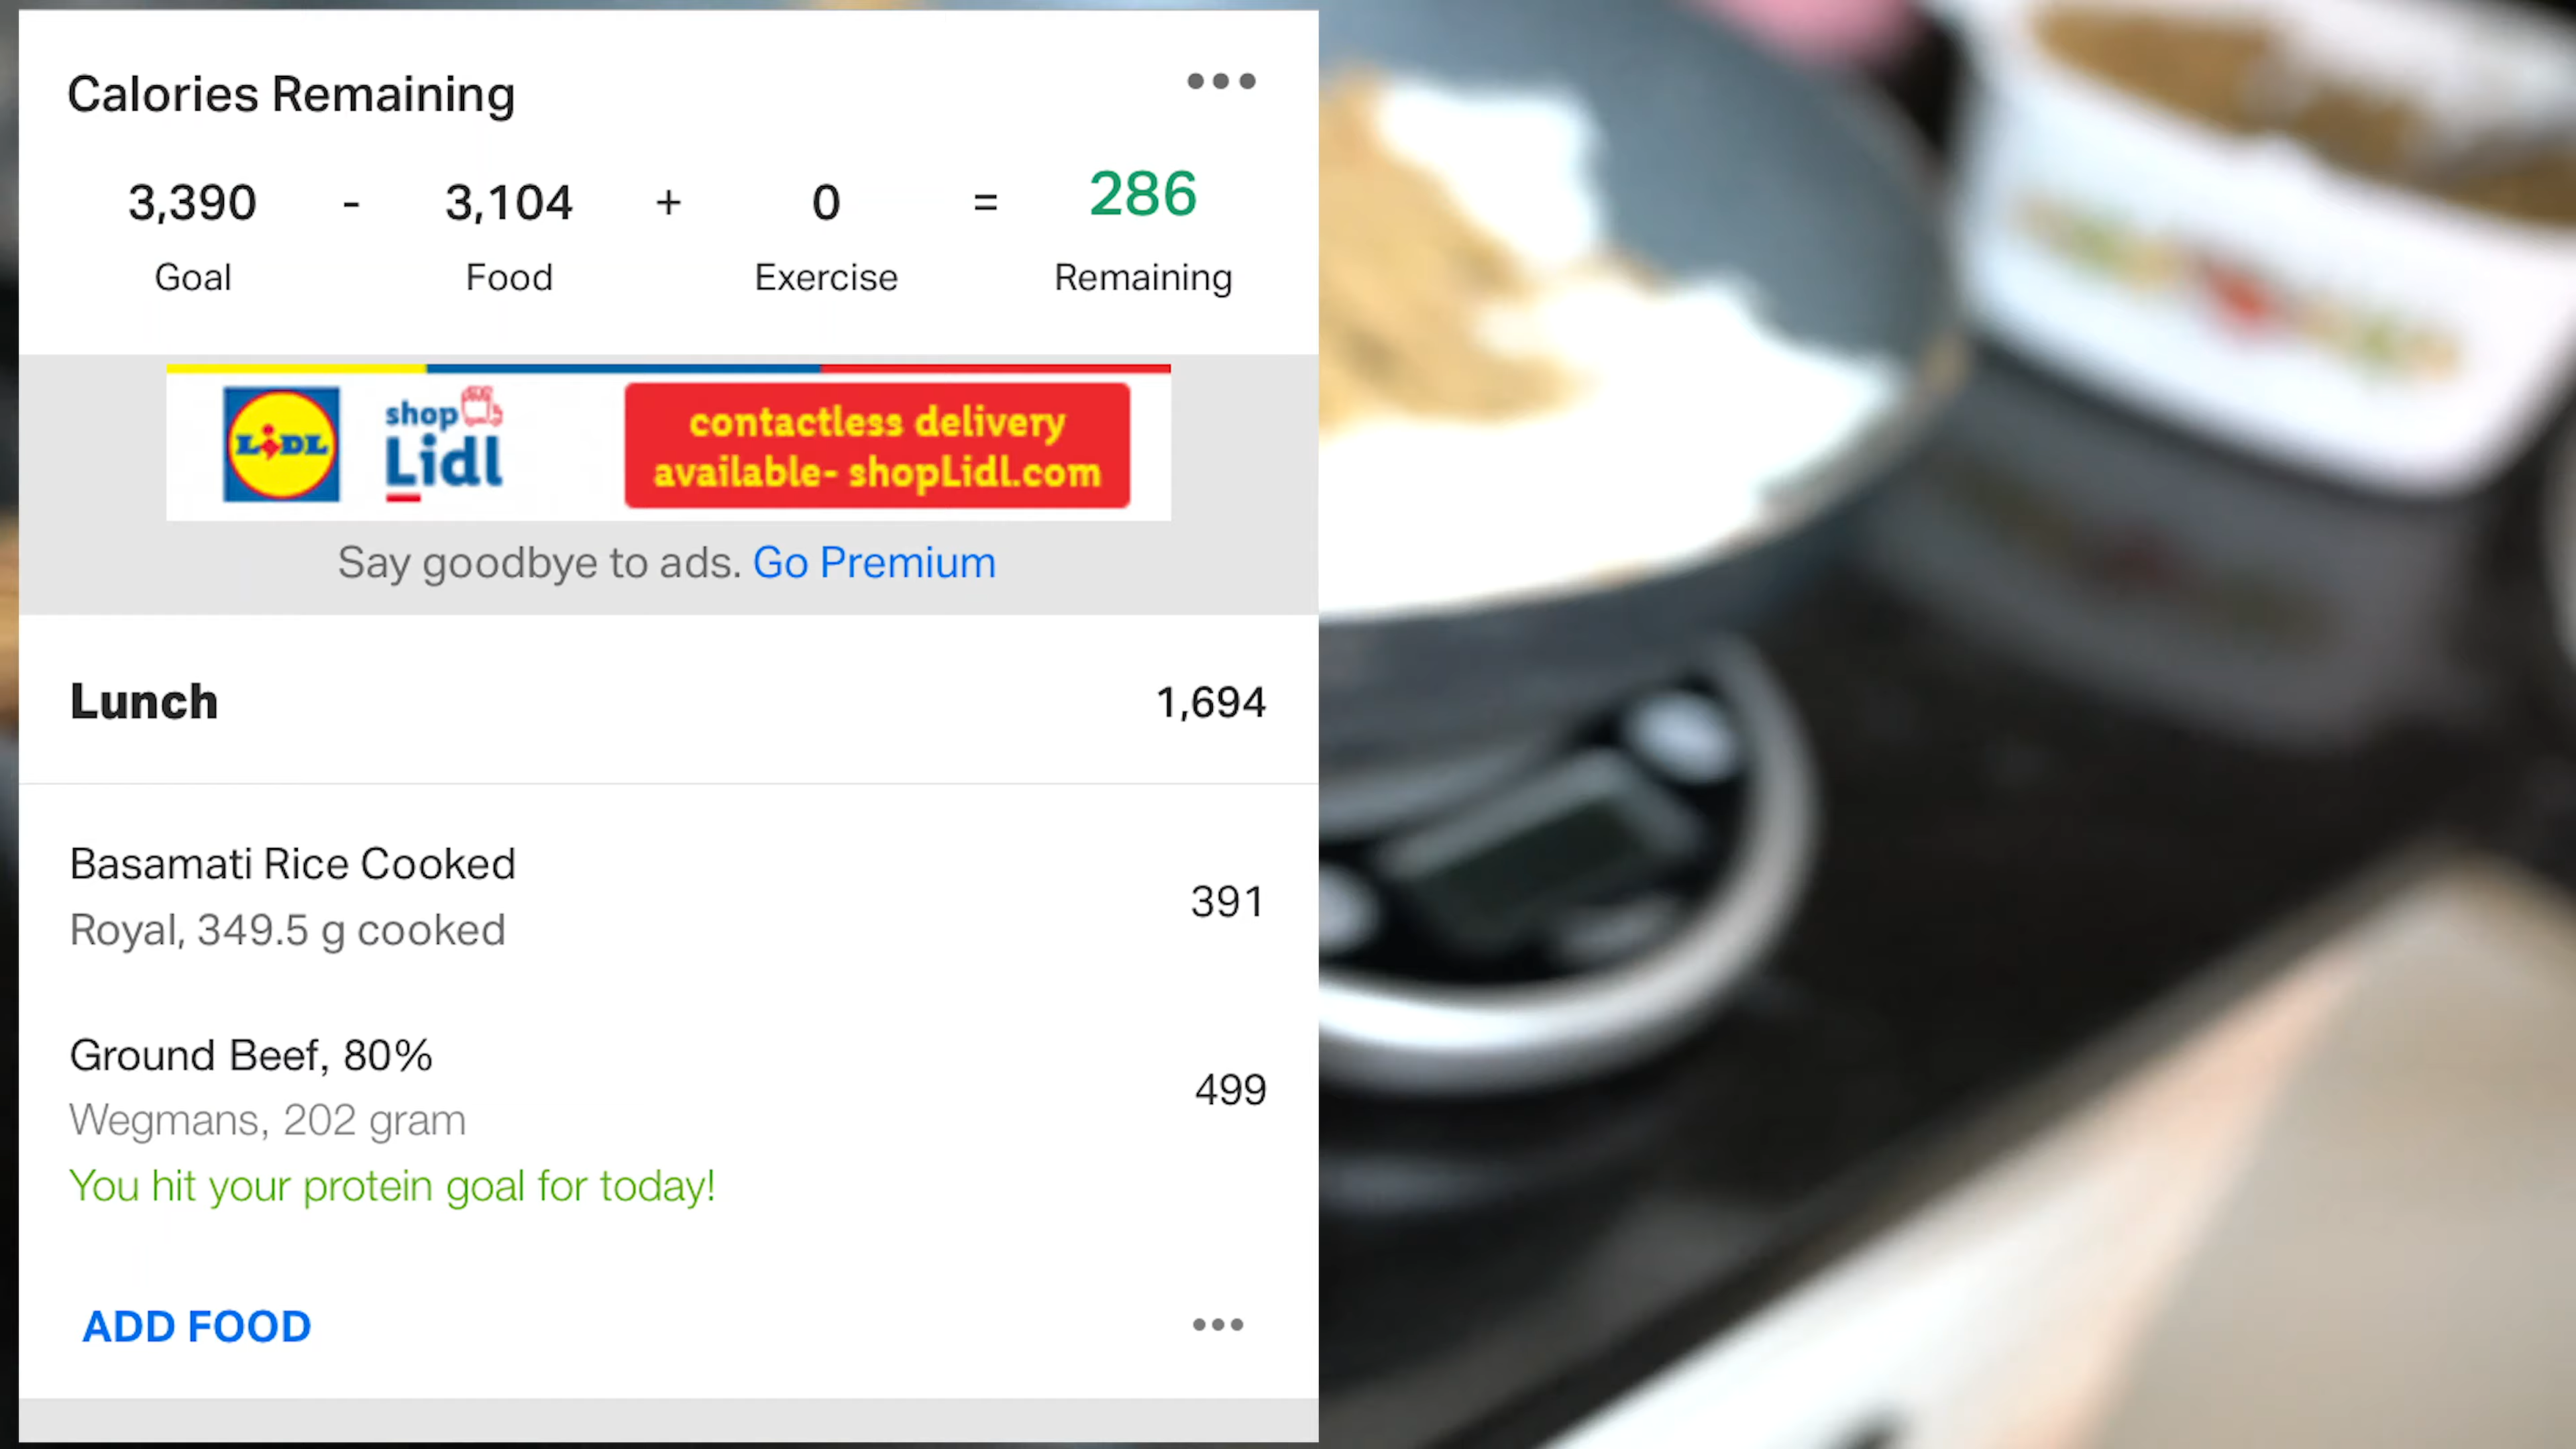 Calories Remaining
3,390 - 3,104 + 0 = 286
Goal Food Exercise Remaining
LIDL
shop
Lidl
contactless delivery
available- shopLidl.com
Say goodbye to ads. Go Premium
Lunch 1,694
Basamati Rice Cooked
391
Royal, 349.5 g cooked
Ground Beef, 80%
499
Wegmans, 202 gram
You hit your protein goal for today!
ADD FOOD